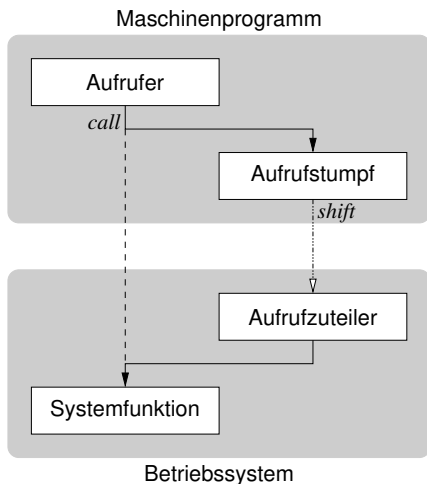 Maschinenprogramm
Aufrufer
call
Aufrufstumpf
shift
Aufrufzuteiler
Systemfunktion
Betriebssystem